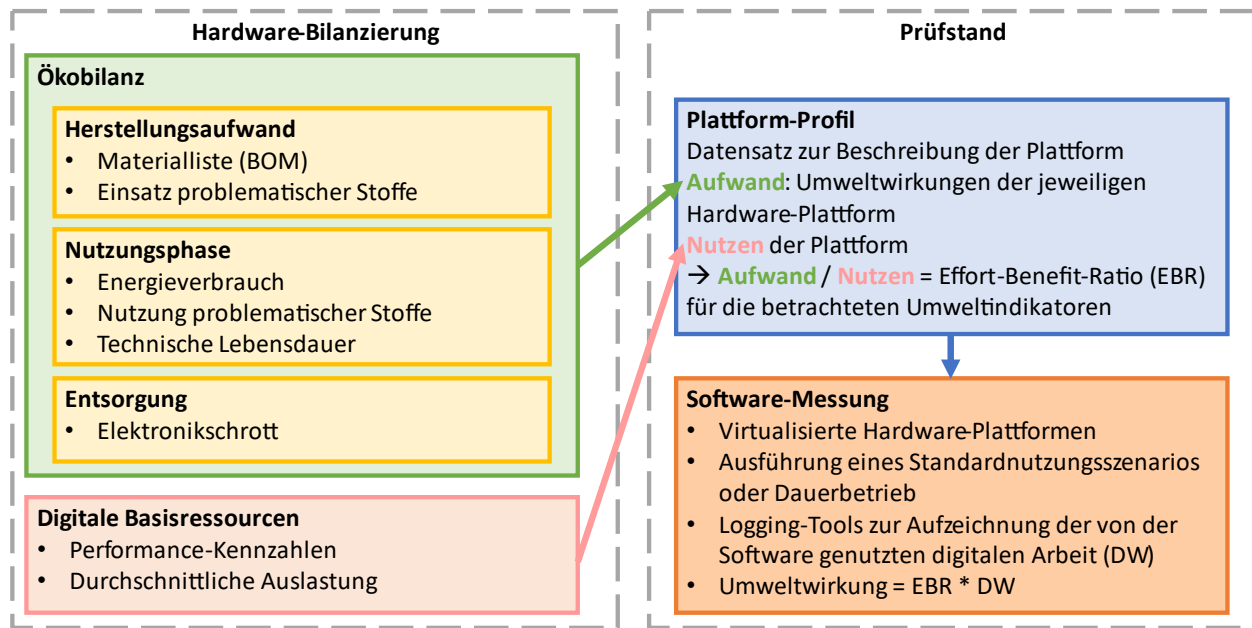 Hardware-Bilanzierung
Ökobilanz
Herstellungsaufwand
• Materialliste (BOM)
• Einsatz problematischer Stoffe
Nutzungsphase
• Energieverbrauch
• Nutzung problematischer Stoffe
• Technische Lebensdauer
Entsorgung
• Elektronikschrott
Digitale Basisressourcen
• Performance-Kennzahlen
• Durchschnittliche Auslastung
Prüfstand
Plattform-Profil
Datensatz zur Beschreibung der Plattform
Aufwand: Umweltwirkungen der jeweiligen
Hardware-Plattform
Nutzen der Plattform
→ Aufwand / Nutzen = Effort-Benefit-Ratio (EBR)
für die betrachteten Umweltindikatoren
Software-Messung
• Virtualisierte Hardware-Plattformen
• Ausführung eines Standardnutzungsszenarios
oder Dauerbetrieb
• Logging-Tools zur Aufzeichnung der von der
Software genutzten digitalen Arbeit (DW)
• Umweltwirkung = EBR * DW